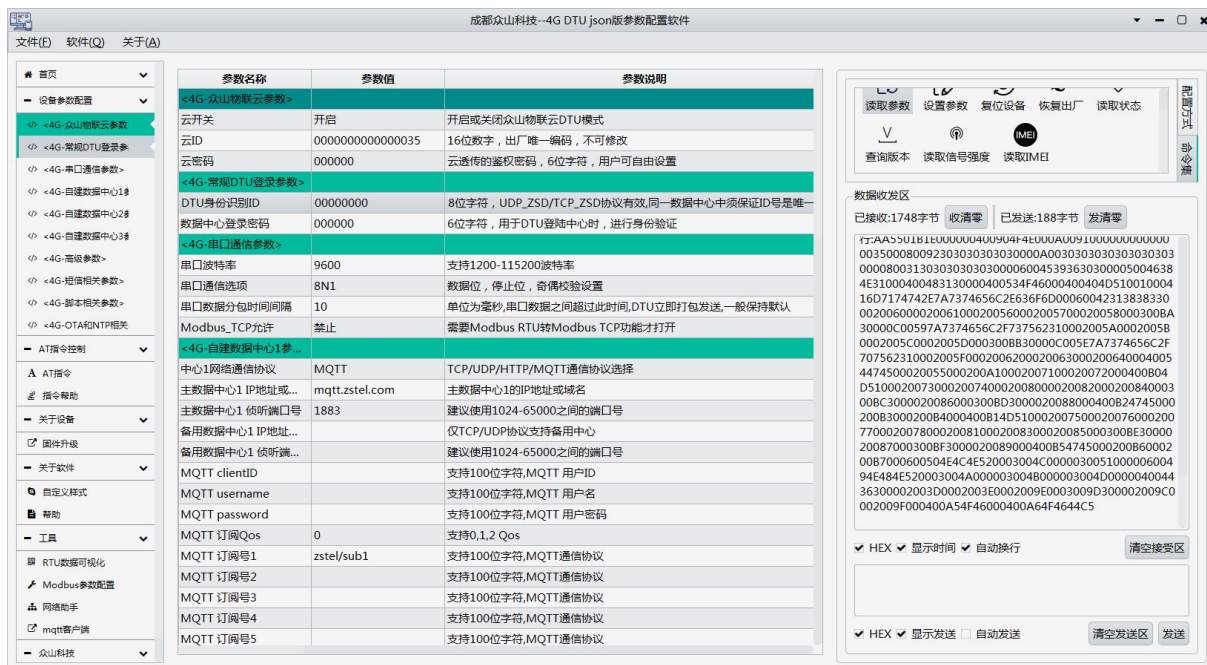 成都众山科技--4G DTU json版参数配置软件
文件(F) 软件(Q) 关于(A)
首页
设备参数配置
<4G-众山物联云参数
<4G-常规DTU登录参
<4G-串口通信参数>
<4G-自建数据中心1参
<4G-自建数据中心2参
<4G-自建数据中心3参
<4G-高级参数>
<4G-短信相关参数>
<4G-脚本相关参数>
<4G-OTA和NTP相关
AT指令控制
AT指令
指令帮助
关于设备
固件升级
关于软件
自定义样式
帮助
工具
RTU数据可视化
Modbus参数配置
网络助手
mqtt客户端
众山科技
参数名称 参数值 参数说明
<4G-众山物联云参数>
云开关 开启 开启或关闭众山物联云DTU模式
云ID 0000000000000035 16位数字，出厂唯一编码，不可修改
云密码 000000 云透传的鉴权密码，6位字符，用户可自由设置
<4G-常规DTU登录参数>
DTU身份识别ID 00000000 8位字符，UDP_ZSD/TCP_ZSD协议有效,同一数据中心中须保证ID号是唯一
数据中心登录密码 000000 6位字符，用于DTU登陆中心时，进行身份验证
<4G-串口通信参数>
串口波特率 9600 支持1200-115200波特率
串口通信选项 8N1 数据位，停止位，奇偶校验设置
串口数据分包时间间隔 10 单位为毫秒,串口数据之间超过此时间,DTU立即打包发送,一般保持默认
Modbus_TCP允许 禁止 需要Modbus RTU转Modbus TCP功能才打开
<4G-自建数据中心1参...
中心1网络通信协议 MQTT TCP/UDP/HTTP/MQTT通信协议选择
主数据中心1 IP地址或... mqtt.zstel.com 主数据中心1的IP地址或域名
主数据中心1 侦听端口号 1883 建议使用1024-65000之间的端口号
备用数据中心1 IP地址... 仅TCP/UDP协议支持备用中心
备用数据中心1 侦听端... 建议使用1024-65000之间的端口号
MQTT clientID 支持100位字符,MQTT 用户ID
MQTT username 支持100位字符,MQTT 用户名
MQTT password 支持100位字符,MQTT 用户密码
MQTT 订阅Qos 0 支持0,1,2 Qos
MQTT 订阅号1 zstel/sub1 支持100位字符,MQTT通信协议
MQTT 订阅号2 支持100位字符,MQTT通信协议
MQTT 订阅号3 支持100位字符,MQTT通信协议
MQTT 订阅号4 支持100位字符,MQTT通信协议
MQTT 订阅号5 支持100位字符,MQTT通信协议
读取参数 设置参数 复位设备 恢复出厂 读取状态
查询版本 读取信号强度 读取IMEI
IMEI
配置方式
命令集
数据收发区
已接收:1748字节 收清零 已发送:188字节 发清零
行:AA5501B1E000000400904F4E000A0091000000000000
00350008009230303030303030000A0030303030303030303
0000800313030303030300006004539363030000500463 8
4E31000400483130000400534F46000400404D510010004
16D7174742E7A7374656C2E636F6D00060042313838330
00200600000200610002005600020057000200580003 00BA
30000C00597A7374656C2F737562310002005A0002005B
0002005C0002005D000300BB30000C005E7A7374656C2F
707562310002005F00020062000200630002006400 04005
44745000200550002 00A10002007100020072000400B04
D510002007300020074000200800002008200020084 0003
00BC300002008600 0300BD300002008800 0400B24745000
200B3000200B4000400B14D51000200750002007600 0200
770002007800020081000200830002008500 0300BE30000
200870003 00BF300002008900 0400B54745000200B60002
00B7000600504E4C4E520003004C0000030051000006004
94E484E520003004A000003004B000003004D0000040044
36300002003D0002003E0002009E0003009D300002009C0
002009F000400A54F46000400A64F4644C5
HEX 显示时间 自动换行 清空接受区
HEX 显示发送 自动发送 清空发送区 发送